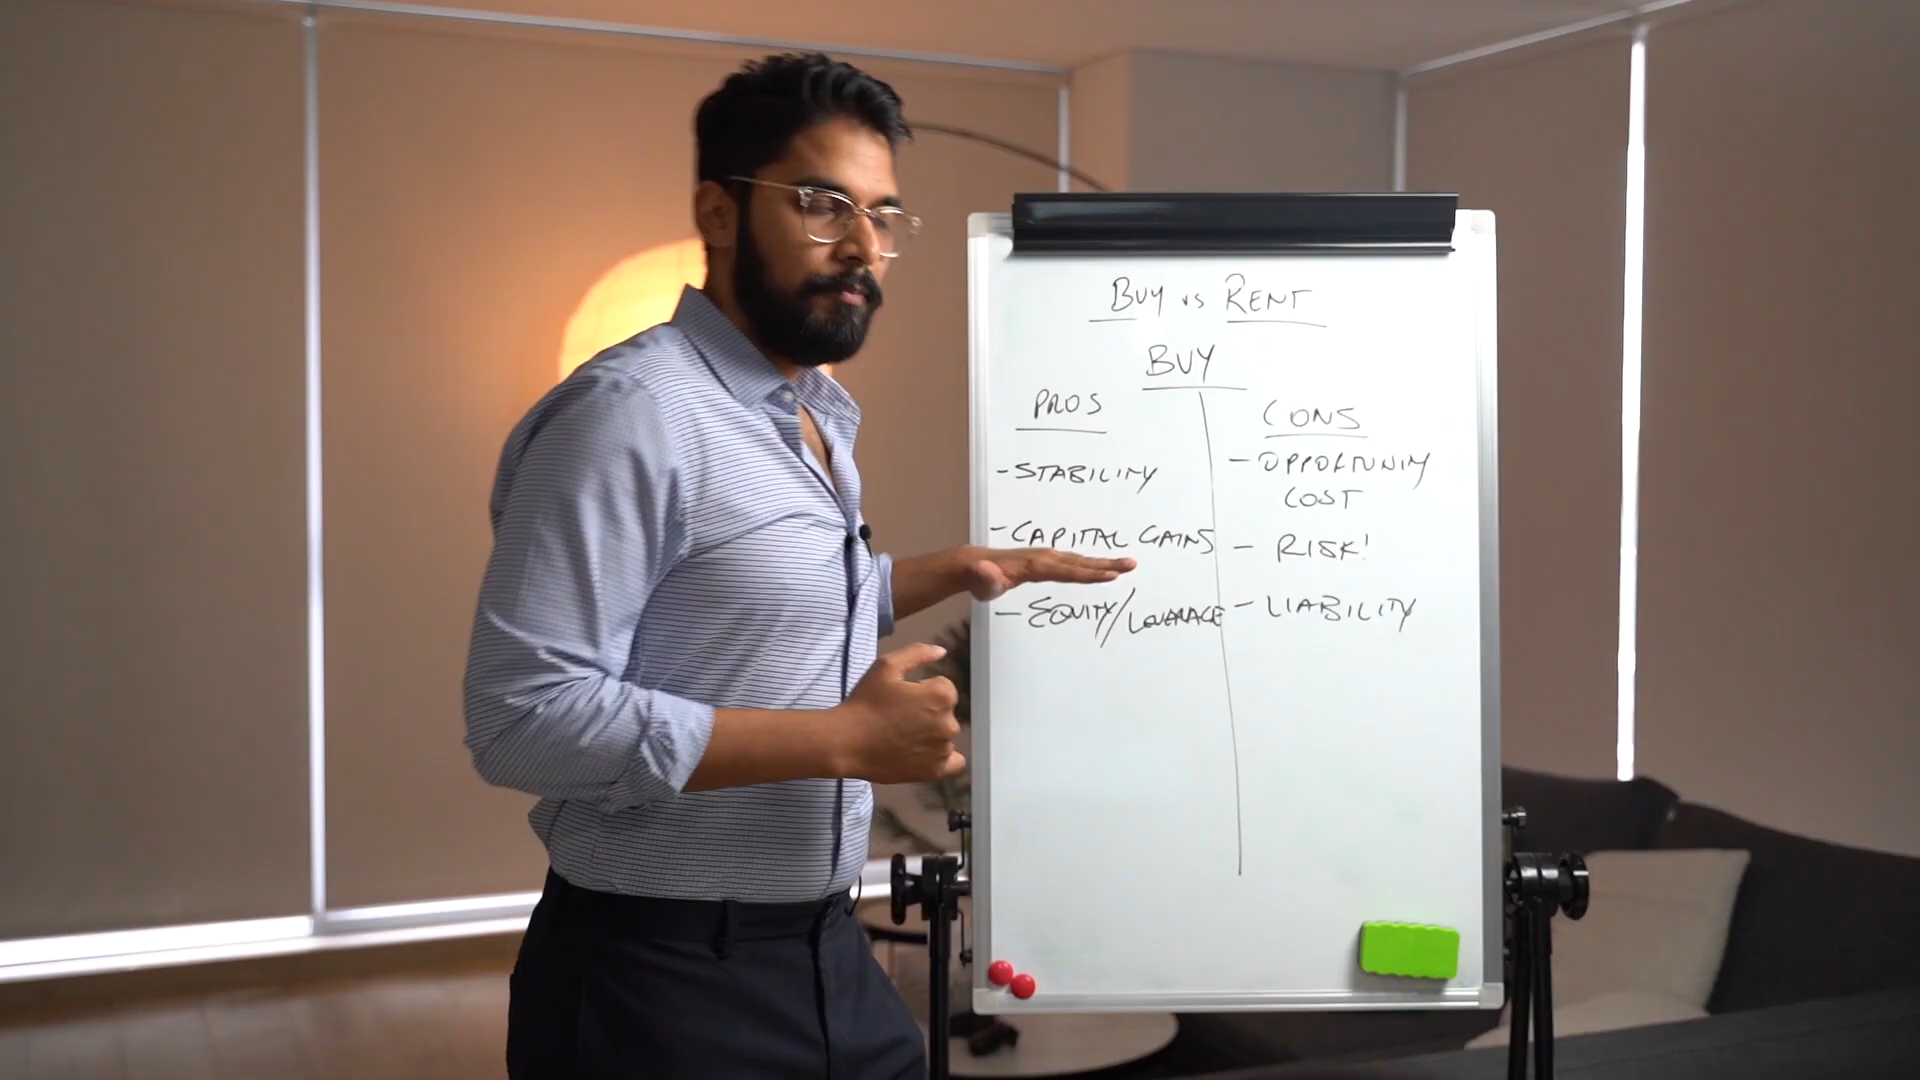 BUY vs RENT
BUY
PROS
- STABILITY
- CAPITAL GAINS
- EQUITY/LEVERAGE
CONS
- OPPORTUNITY
COST
- RISK!
- LIABILITY